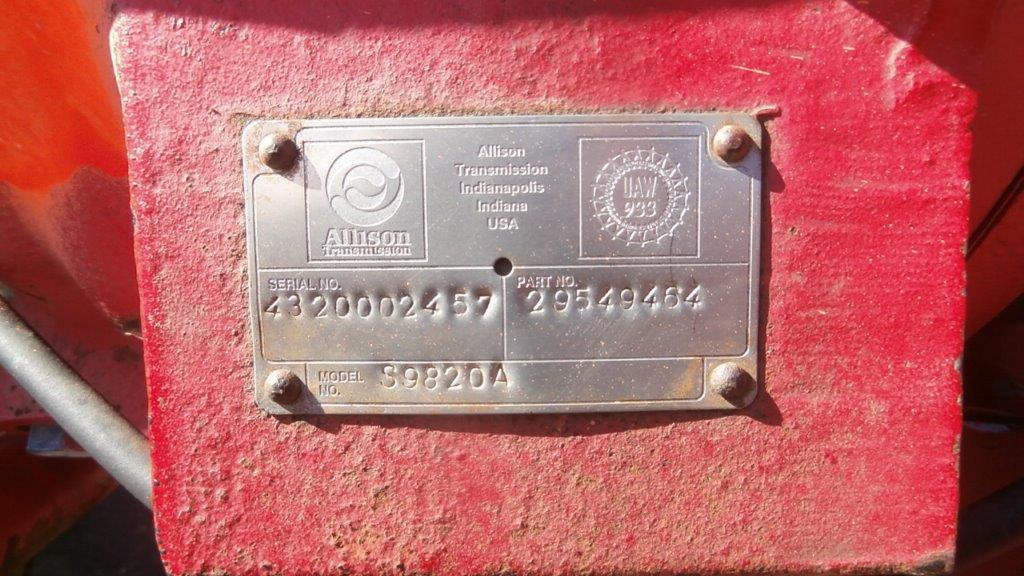 Allison
Transmission
Allison
Transmission
Indianapolis
Indiana
USA
UAW
933
SERIAL NO.
4320002457
PART NO.
29549464
MODEL NO.
S9820A